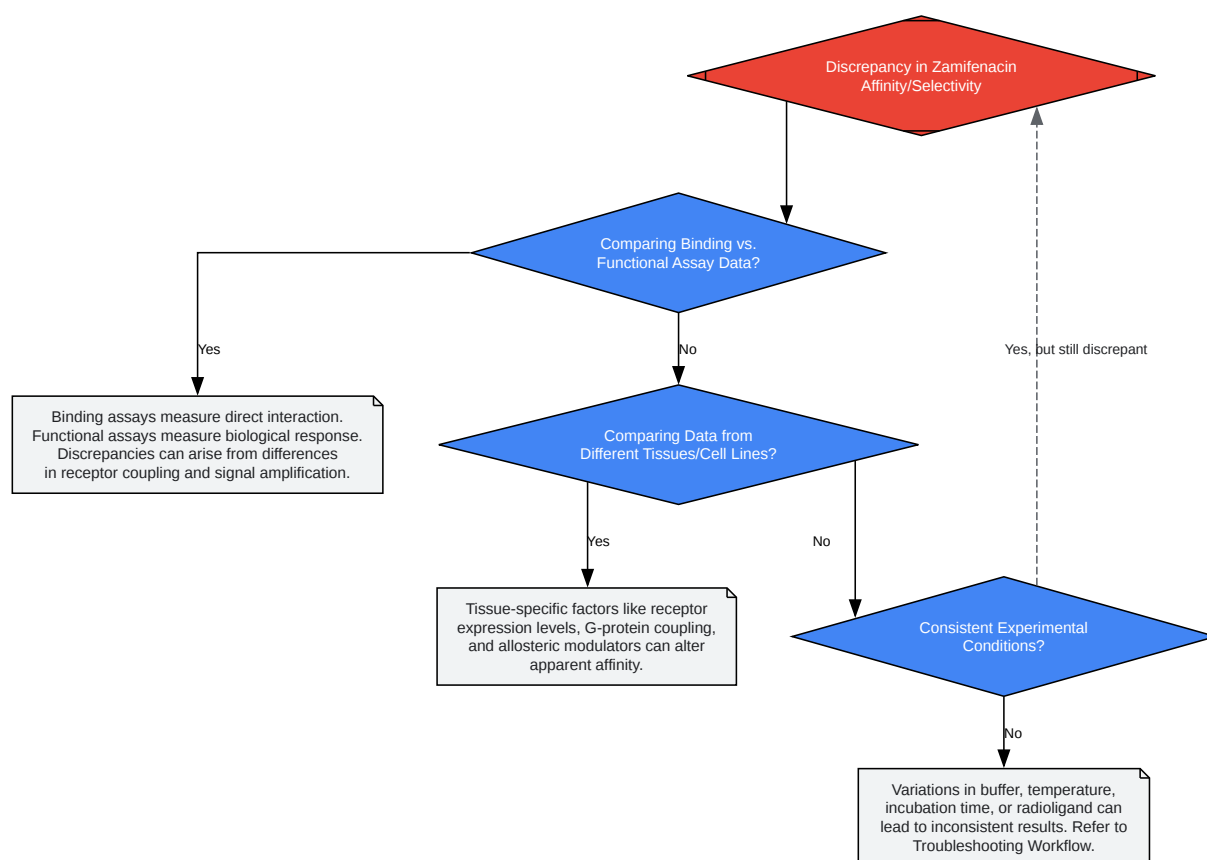 Discrepancy in Zamifenacin
Affinity/Selectivity
Comparing Binding vs.
Functional Assay Data?
Yes
No
Yes, but still discrepant
Binding assays measure direct interaction.
Functional assays measure biological response.
Discrepancies can arise from differences
in receptor coupling and signal amplification.
Comparing Data from
Different Tissues/Cell Lines?
Yes
No
Tissue-specific factors like receptor
expression levels, G-protein coupling,
and allosteric modulators can alter
apparent affinity.
Consistent Experimental
Conditions?
No
Variations in buffer, temperature,
incubation time, or radioligand can
lead to inconsistent results. Refer to
Troubleshooting Workflow.